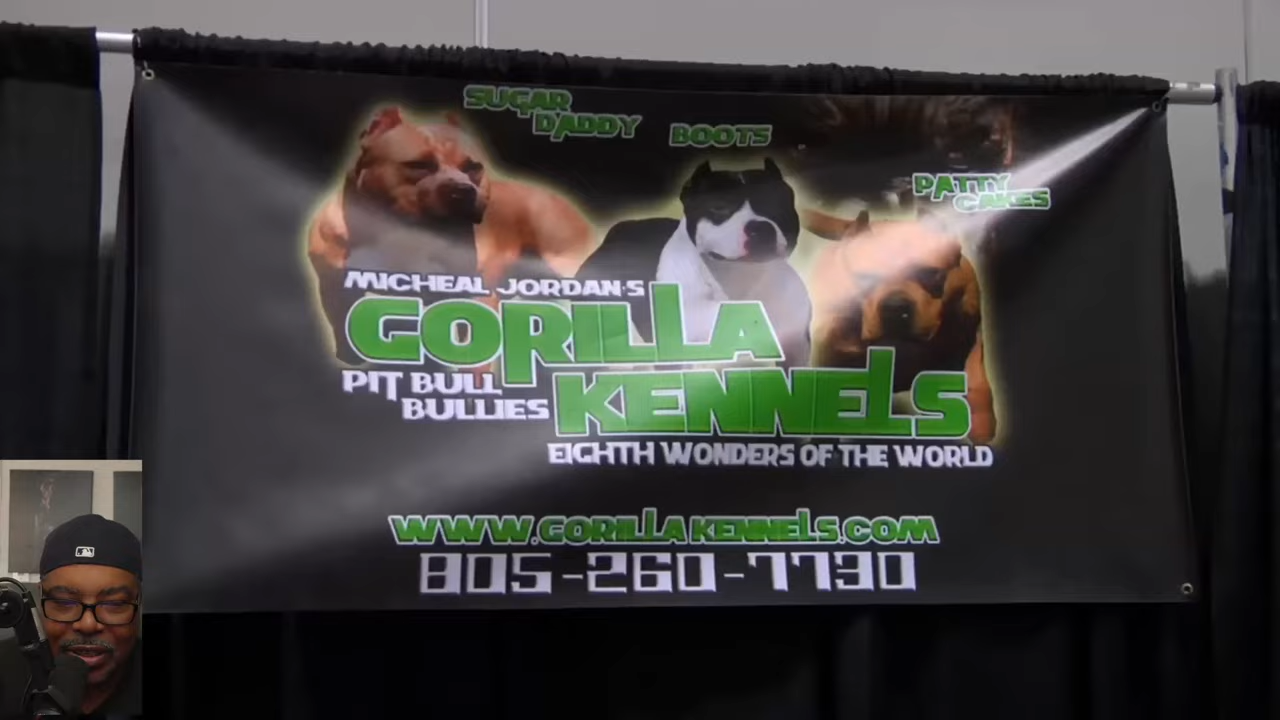 SUGAR
DADDY
BOOTS
PATTY
CAKES
MICHEAL JORDAN'S
GORILLA
KENNELS
PIT BULL
BULLIES
EIGHTH WONDERS OF THE WORLD
WWW.GORILLAKENNELS.COM
805-260-7730